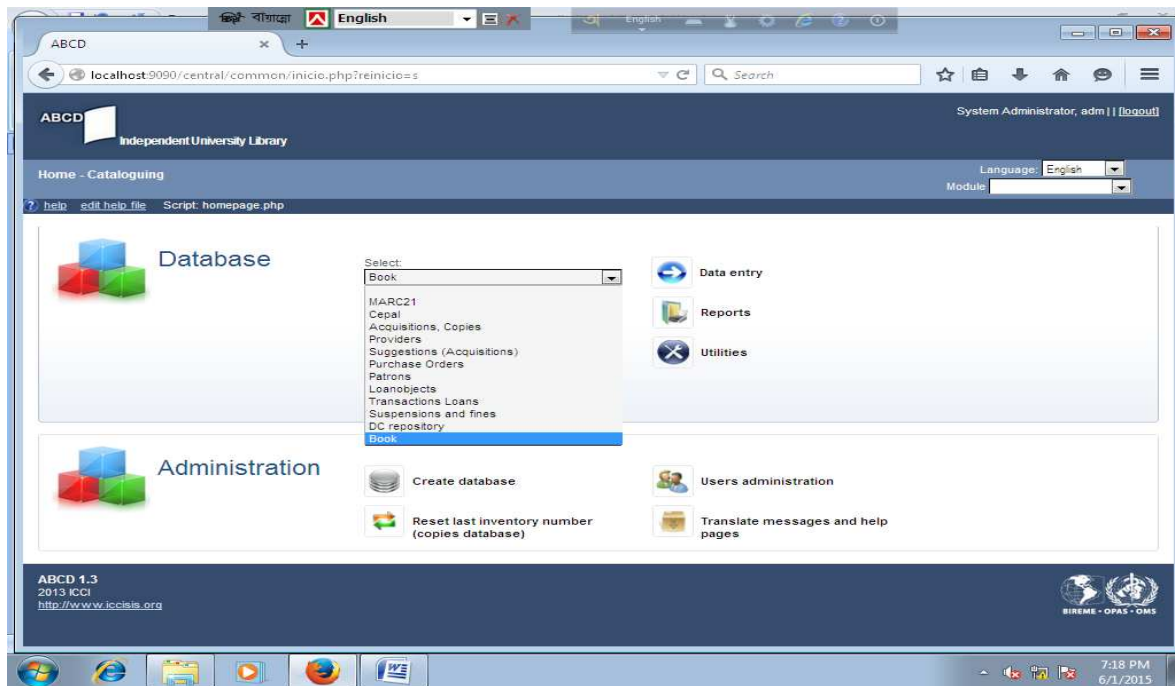 English
English
ABCD
localhost:9090/central/common/inicio.php?reinicio=s
Search
ABCD
Independent University Library
System Administrator, adm | | [logout]
Home - Cataloguing
Language: English
Module
? help edit help file Script: homepage.php
Database
Select:
Book
MARC21
Cepal
Acquisitions, Copies
Providers
Suggestions (Acquisitions)
Purchase Orders
Patrons
Loanobjects
Transactions Loans
Suspensions and fines
DC repository
Book
Data entry
Reports
Utilities
Administration
Create database
Reset last inventory number
(copies database)
Users administration
Translate messages and help
pages
ABCD 1.3
2013 ICCI
http://www.iccisis.org
BIREME • OPAS • OMS
7:18 PM
6/1/2015